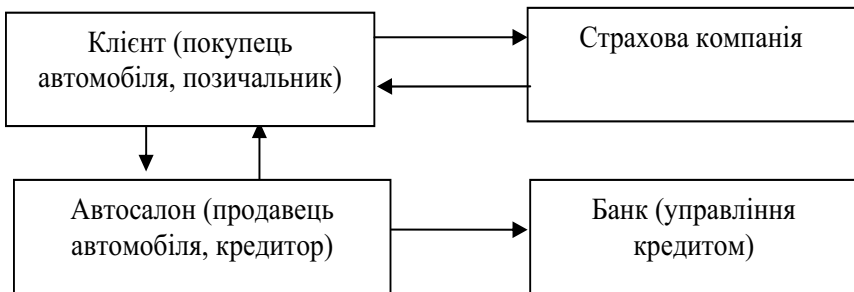 Клієнт (покупець
автомобіля, позичальник)
Страхова компанія
Автосалон (продавець
автомобіля, кредитор)
Банк (управління
кредитом)